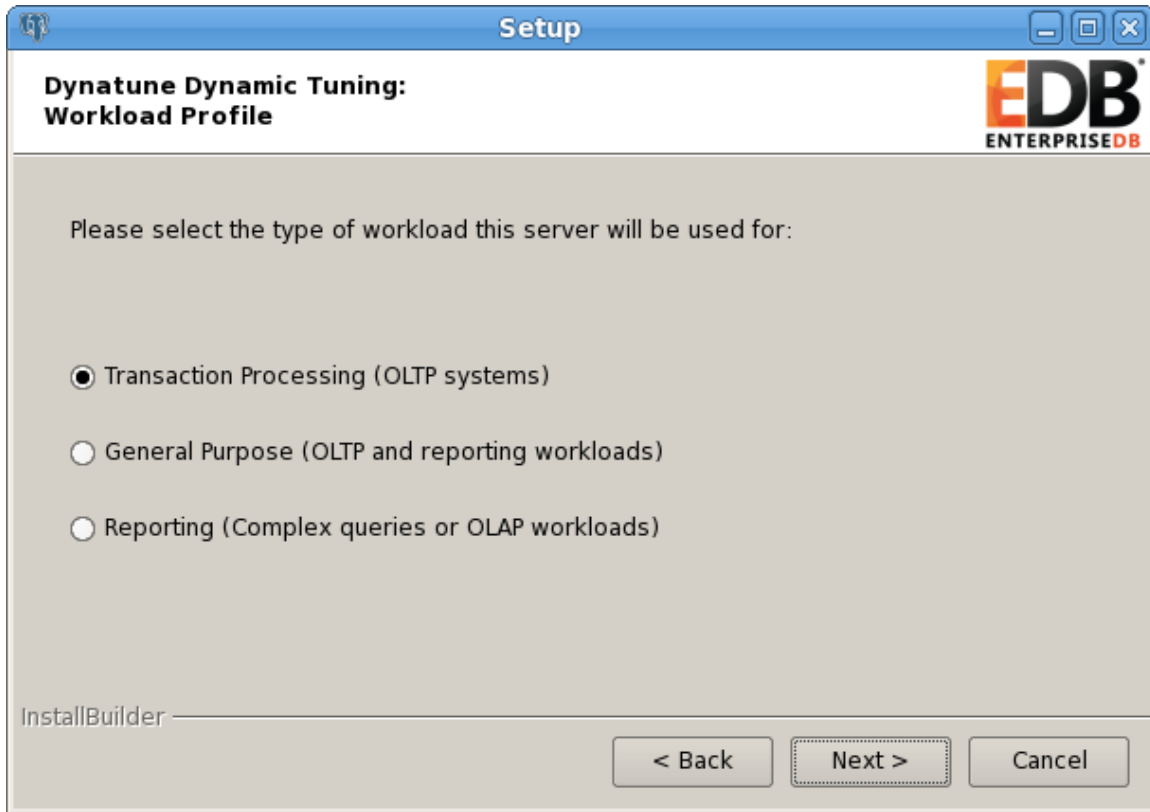 Setup
Dynatune Dynamic Tuning:
Workload Profile
EDB
ENTERPRISEDB
Please select the type of workload this server will be used for:
Transaction Processing (OLTP systems)
General Purpose (OLTP and reporting workloads)
Reporting (Complex queries or OLAP workloads)
InstallBuilder
< Back
Next >
Cancel